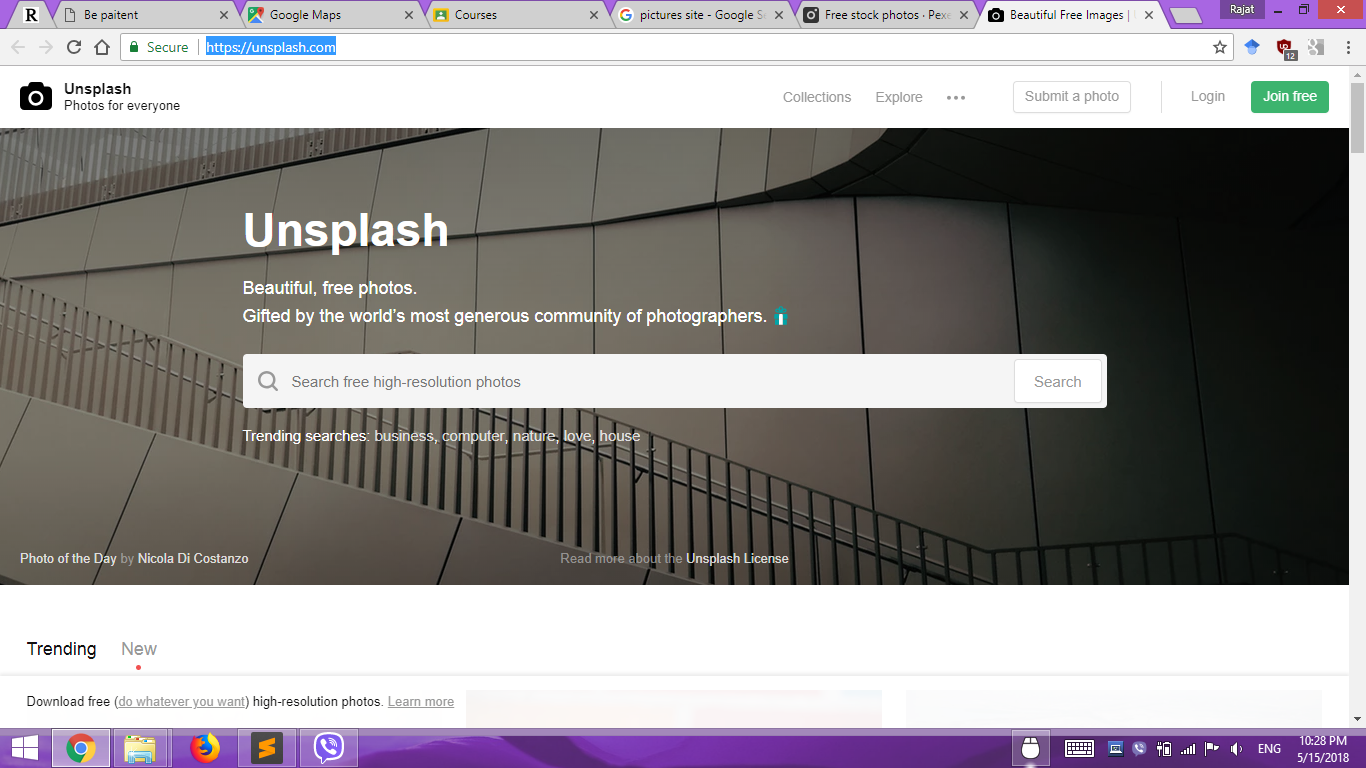 R
Be paitent
Google Maps
Courses
pictures site - Google Se
Free stock photos · Pexe
Beautiful Free Images |
Rajat
Secure
https://unsplash.com
12
Unsplash
Photos for everyone
Collections
Explore
Submit a photo
Login
Join free
Unsplash
Beautiful, free photos.
Gifted by the world’s most generous community of photographers.
Search free high-resolution photos
Search
Trending searches: business, computer, nature, love, house
Photo of the Day by Nicola Di Costanzo
Read more about the Unsplash License
Trending
New
Download free (do whatever you want) high-resolution photos. Learn more
ENG
10:28 PM
5/15/2018